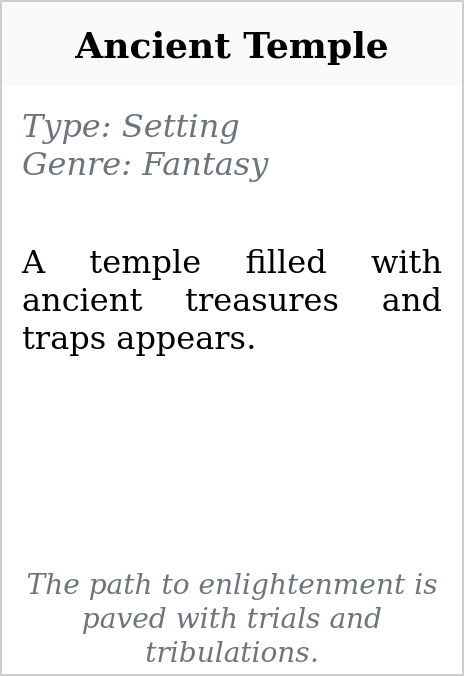 Ancient Temple
Type: Setting
Genre: Fantasy
A temple filled with
ancient treasures and
traps appears.
The path to enlightenment is
paved with trials and
tribulations.